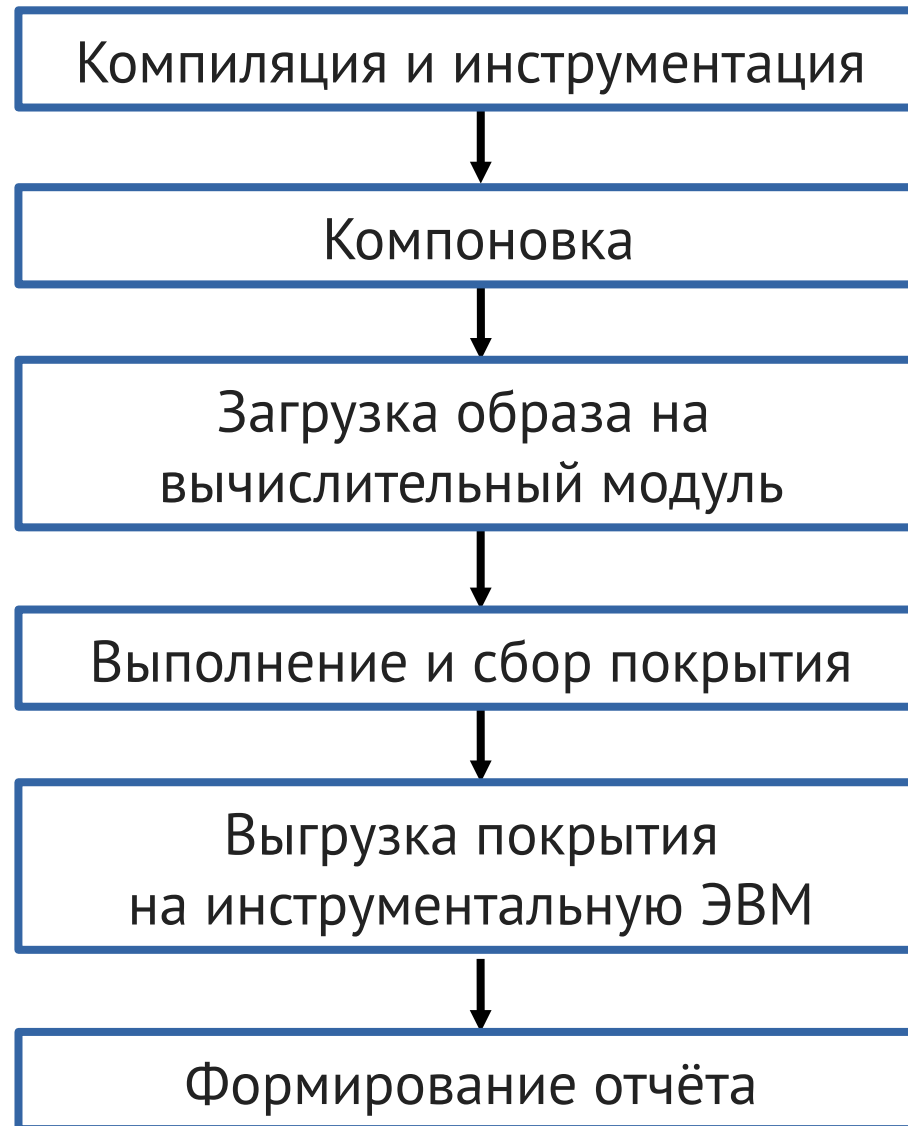 Компиляция и инструментация
Компоновка
Загрузка образа на
вычислительный модуль
Выполнение и сбор покрытия
Выгрузка покрытия
на инструментальную ЭВМ
Формирование отчёта